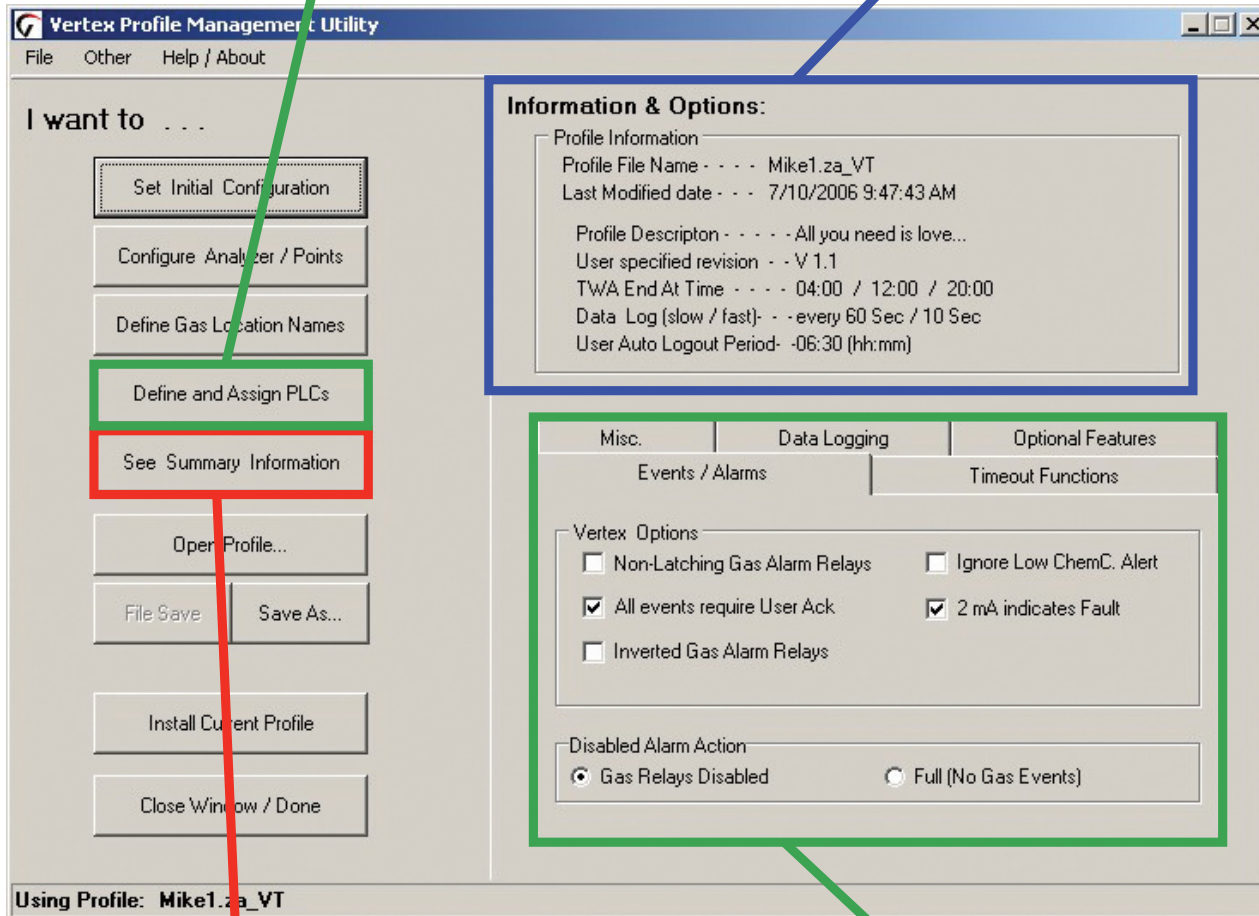 Vertex Profile Management Utility
File Other Help / About
I want to . . .
Set Initial Configuration
Configure Analyzer / Points
Define Gas Location Names
Define and Assign PLCs
See Summary Information
Open Profile...
File Save Save As...
Install Current Profile
Close Window / Done
Information & Options:
Profile Information
Profile File Name - - - - Mike1.za_VT
Last Modified date - - - 7/10/2006 9:47:43 AM
Profile Descripton - - - - - All you need is love...
User specified revision - - V 1.1
TWA End At Time - - - - 04:00 / 12:00 / 20:00
Data Log (slow / fast)- - -every 60 Sec / 10 Sec
User Auto Logout Period- -06:30 (hh:mm)
Misc. Data Logging Optional Features
Events / Alarms Timeout Functions
Vertex Options
Non-Latching Gas Alarm Relays Ignore Low ChemC. Alert
All events require User Ack 2 mA indicates Fault
Inverted Gas Alarm Relays
Disabled Alarm Action
Gas Relays Disabled Full (No Gas Events)
Using Profile: Mike1.za_VT